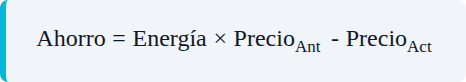 Ahorro = Energía × Precio_Ant - Precio_Act